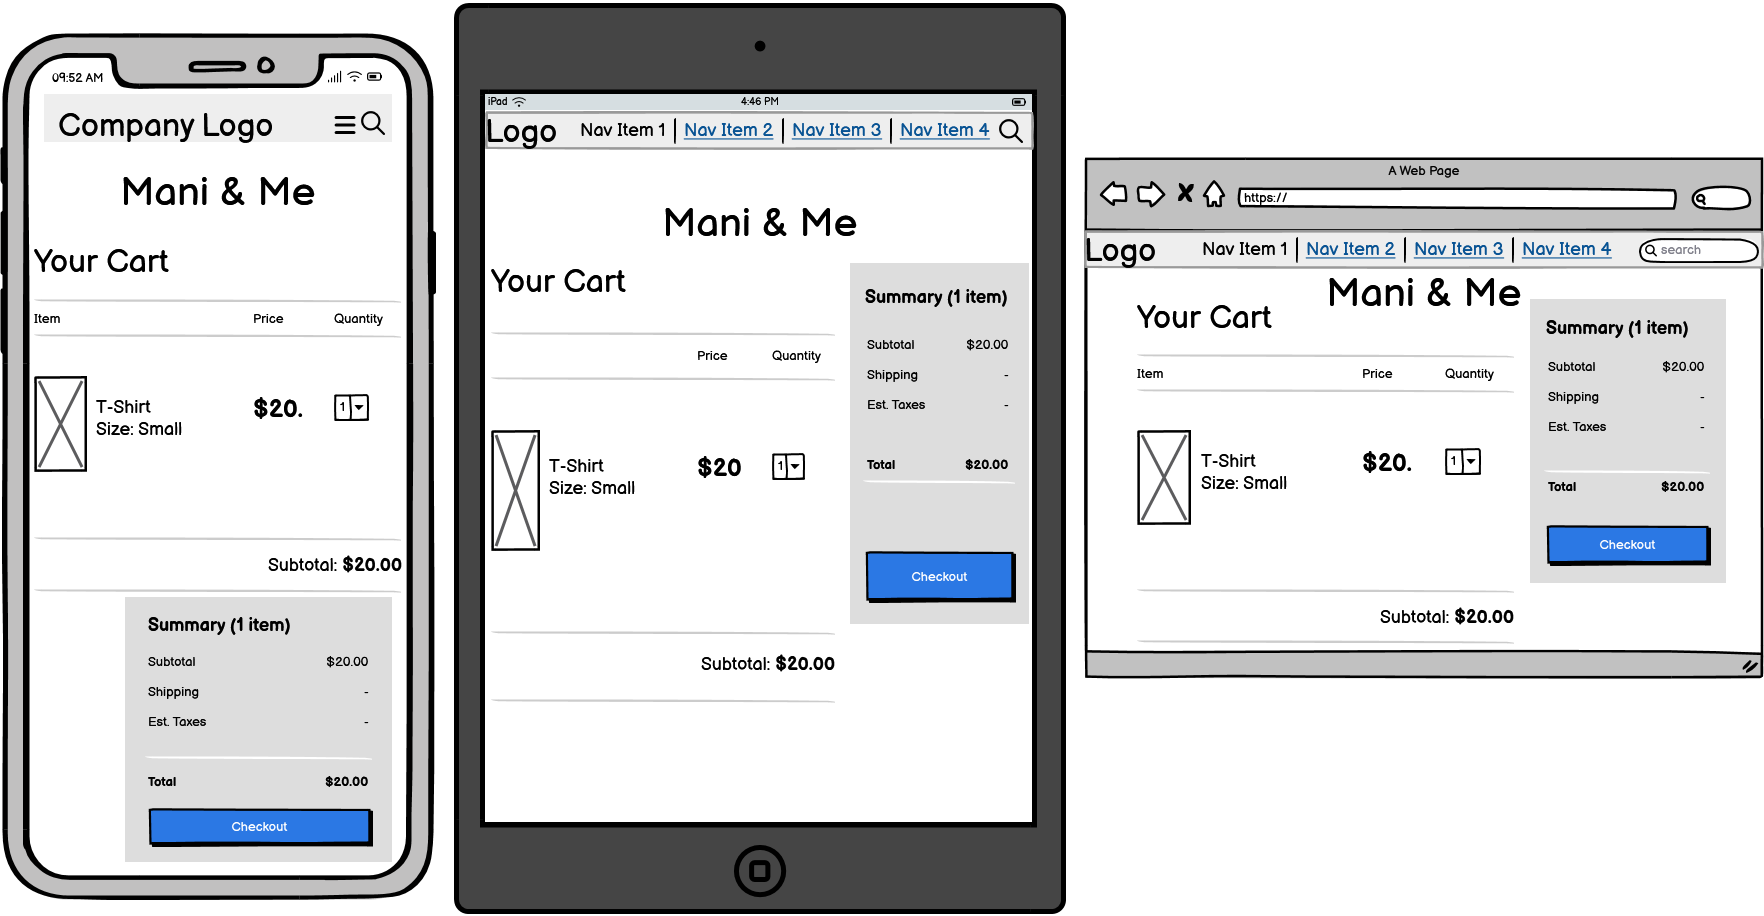 09:52 AM
Company Logo
Mani & Me
Your Cart
Item Price Quantity
T-Shirt $20. 1
Size: Small
Subtotal: $20.00
Summary (1 item)
Subtotal $20.00
Shipping -
Est. Taxes -
Total $20.00
Checkout
iPad 4:46 PM
Logo Nav Item 1 Nav Item 2 Nav Item 3 Nav Item 4
Mani & Me
Your Cart
Price Quantity
T-Shirt $20 1
Size: Small
Subtotal: $20.00
Summary (1 item)
Subtotal $20.00
Shipping -
Est. Taxes -
Total $20.00
Checkout
A Web Page
https://
Logo Nav Item 1 Nav Item 2 Nav Item 3 Nav Item 4 search
Mani & Me
Your Cart
Item Price Quantity
T-Shirt $20. 1
Size: Small
Subtotal: $20.00
Summary (1 item)
Subtotal $20.00
Shipping -
Est. Taxes -
Total $20.00
Checkout